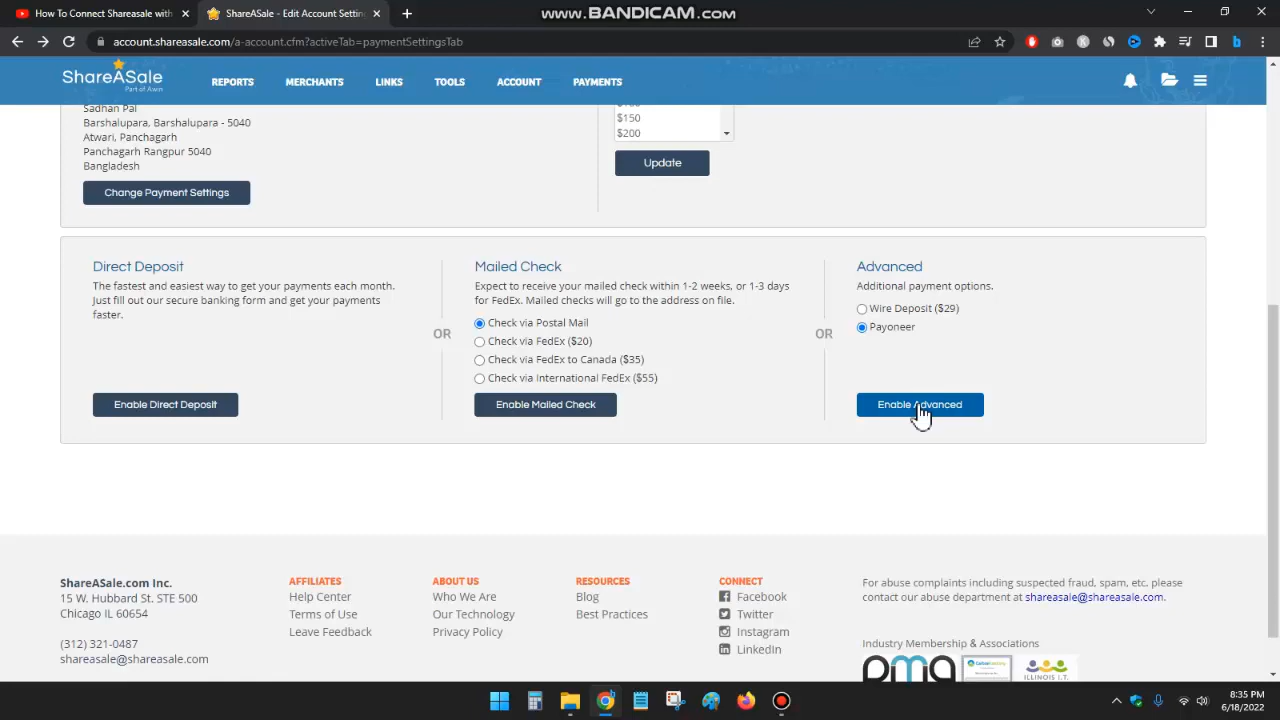 How To Connect Shareasale with
ShareASale - Edit Account Settin
www.BANDICAM.com
account.shareasale.com/a-account.cfm?activeTab=paymentSettingsTab
ShareASale
Part of Awin
REPORTS
MERCHANTS
LINKS
TOOLS
ACCOUNT
PAYMENTS
Sadhan Pal
Barshalupara, Barshalupara - 5040
Atwari, Panchagarh
Panchagarh Rangpur 5040
Bangladesh
Change Payment Settings
$150
$200
Update
Direct Deposit
The fastest and easiest way to get your payments each month.
Just fill out our secure banking form and get your payments
faster.
Enable Direct Deposit
OR
Mailed Check
Expect to receive your mailed check within 1-2 weeks, or 1-3 days
for FedEx. Mailed checks will go to the address on file.
Check via Postal Mail
Check via FedEx ($20)
Check via FedEx to Canada ($35)
Check via International FedEx ($55)
Enable Mailed Check
OR
Advanced
Additional payment options.
Wire Deposit ($29)
Payoneer
Enable Advanced
ShareASale.com Inc.
15 W. Hubbard St. STE 500
Chicago IL 60654
(312) 321-0487
shareasale@shareasale.com
AFFILIATES
Help Center
Terms of Use
Leave Feedback
ABOUT US
Who We Are
Our Technology
Privacy Policy
RESOURCES
Blog
Best Practices
CONNECT
Facebook
Twitter
Instagram
LinkedIn
For abuse complaints including suspected fraud, spam, etc. please
contact our abuse department at shareasale@shareasale.com.
Industry Membership & Associations
pma
ILLINOIS I.T.
8:35 PM
6/18/2022